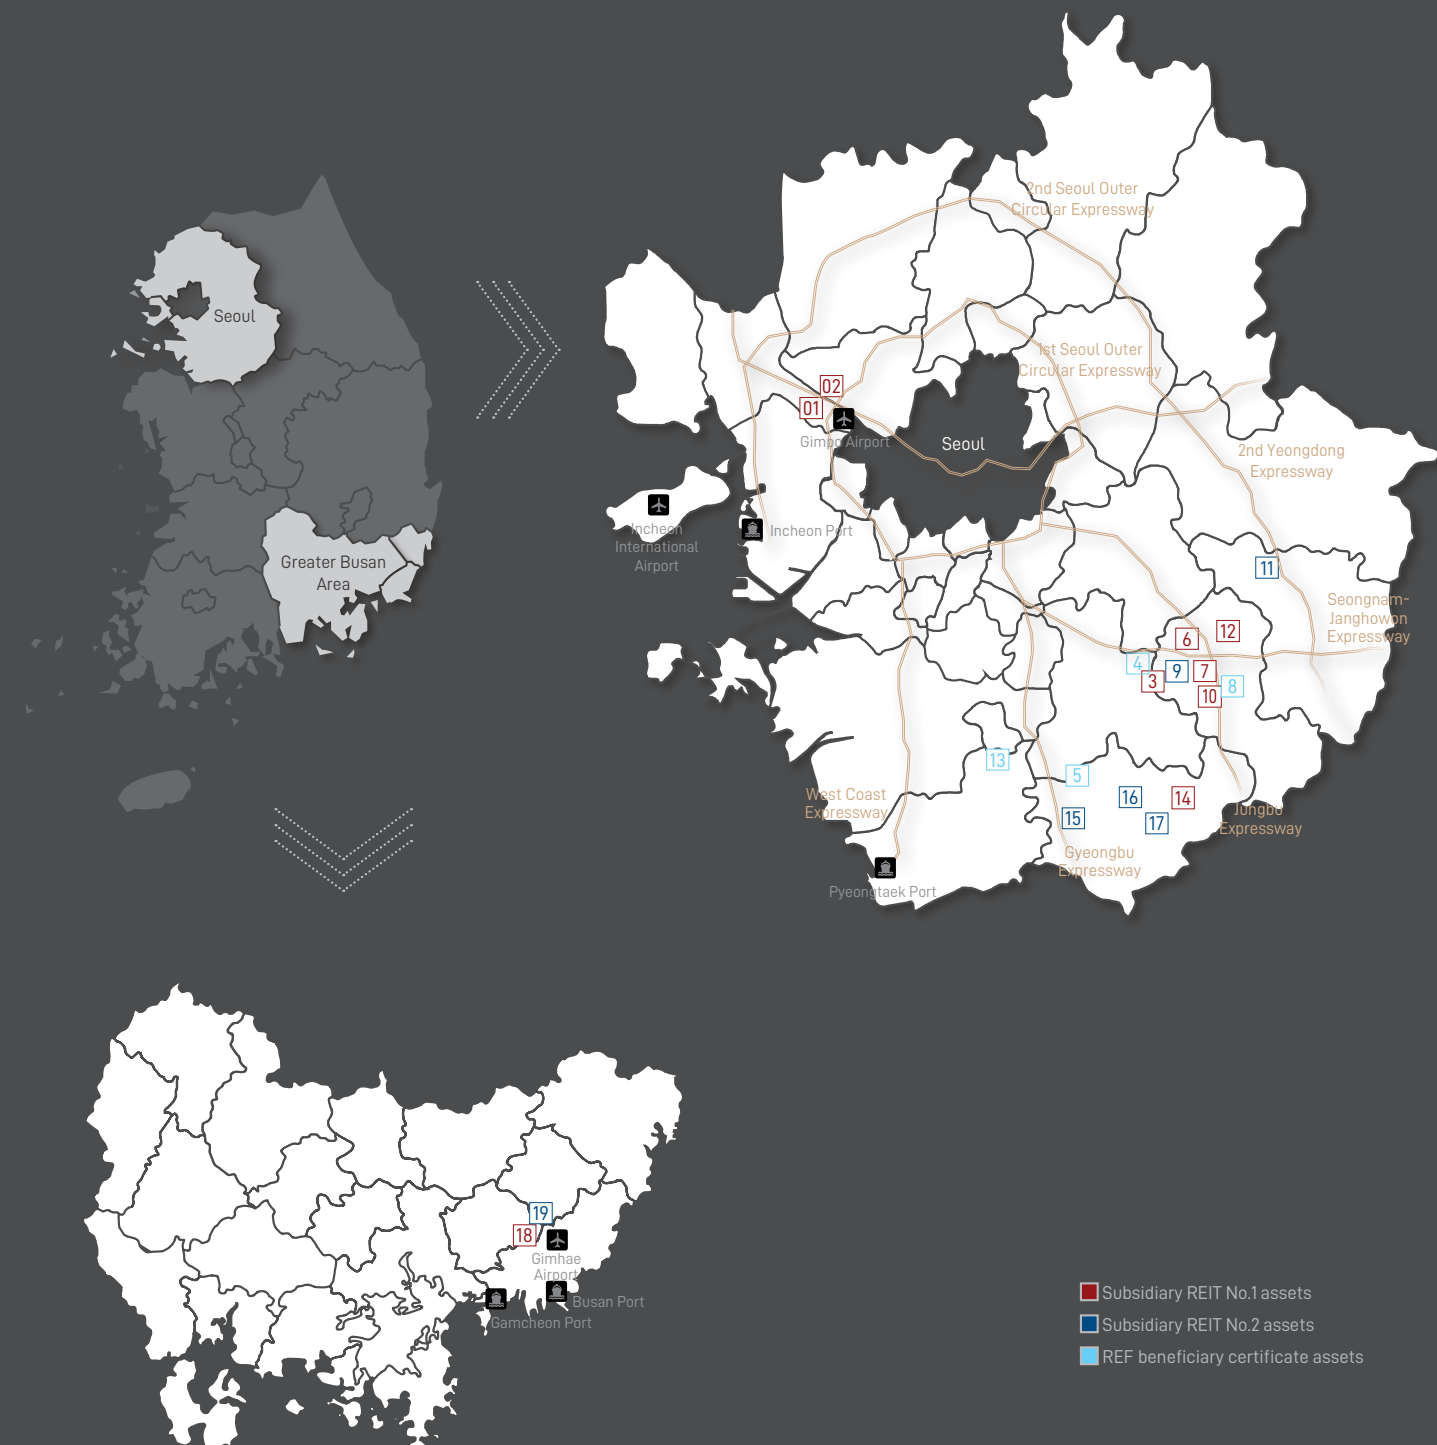 Seoul
Greater Busan
Area
2nd Seoul Outer
Circular Expressway
1st Seoul Outer
Circular Expressway
02
01
Gimpo Airport
Seoul
2nd Yeongdong
Expressway
Incheon
International
Airport
Incheon Port
11
Seongnam-
Janghowon
Expressway
12
6
4
9
7
3
8
10
13
5
16
14
15
17
West Coast
Expressway
Jungbu
Expressway
Gyeongbu
Expressway
Pyeongtaek Port
19
18
Gimhae
Airport
Busan Port
Gamcheon Port
Subsidiary REIT No.1 assets
Subsidiary REIT No.2 assets
REF beneficiary certificate assets